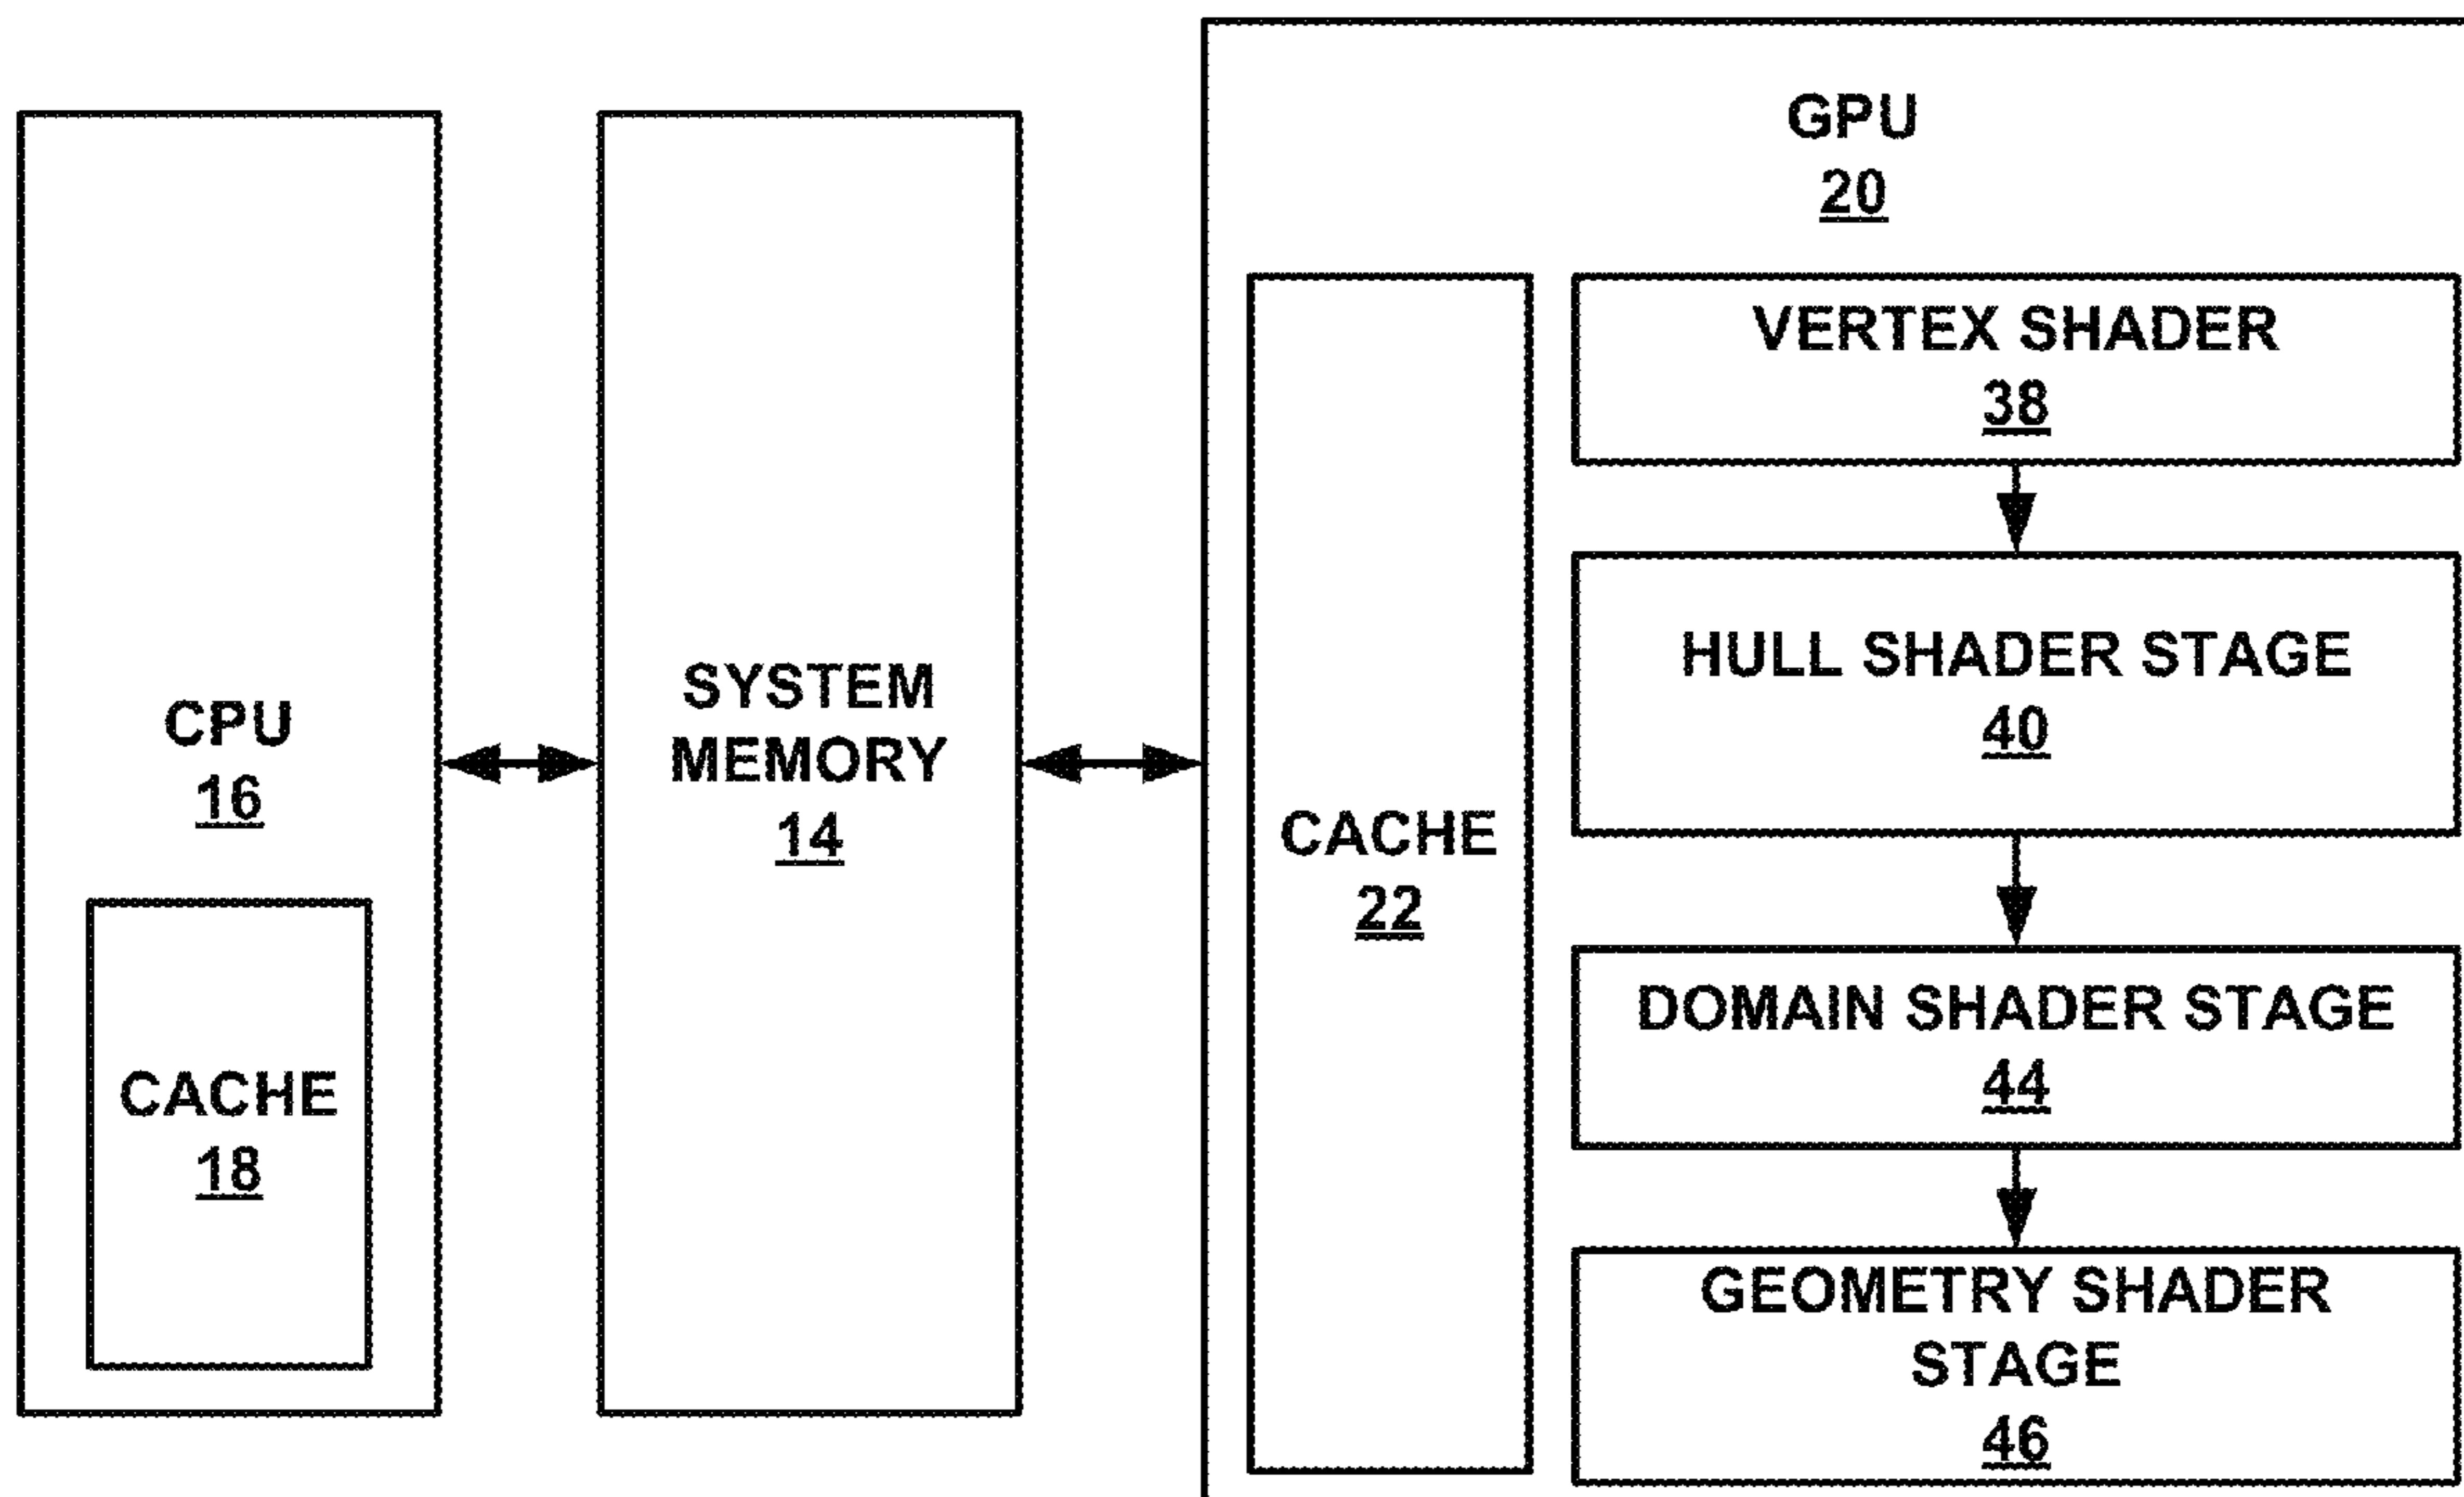 GPU
20
VERTEX SHADER
38
HULL SHADER STAGE
40
SYSTEM
MEMORY
14
CPU
16
CACHE
22
CACHE
18
DOMAIN SHADER STAGE
44
GEOMETRY SHADER
STAGE
46